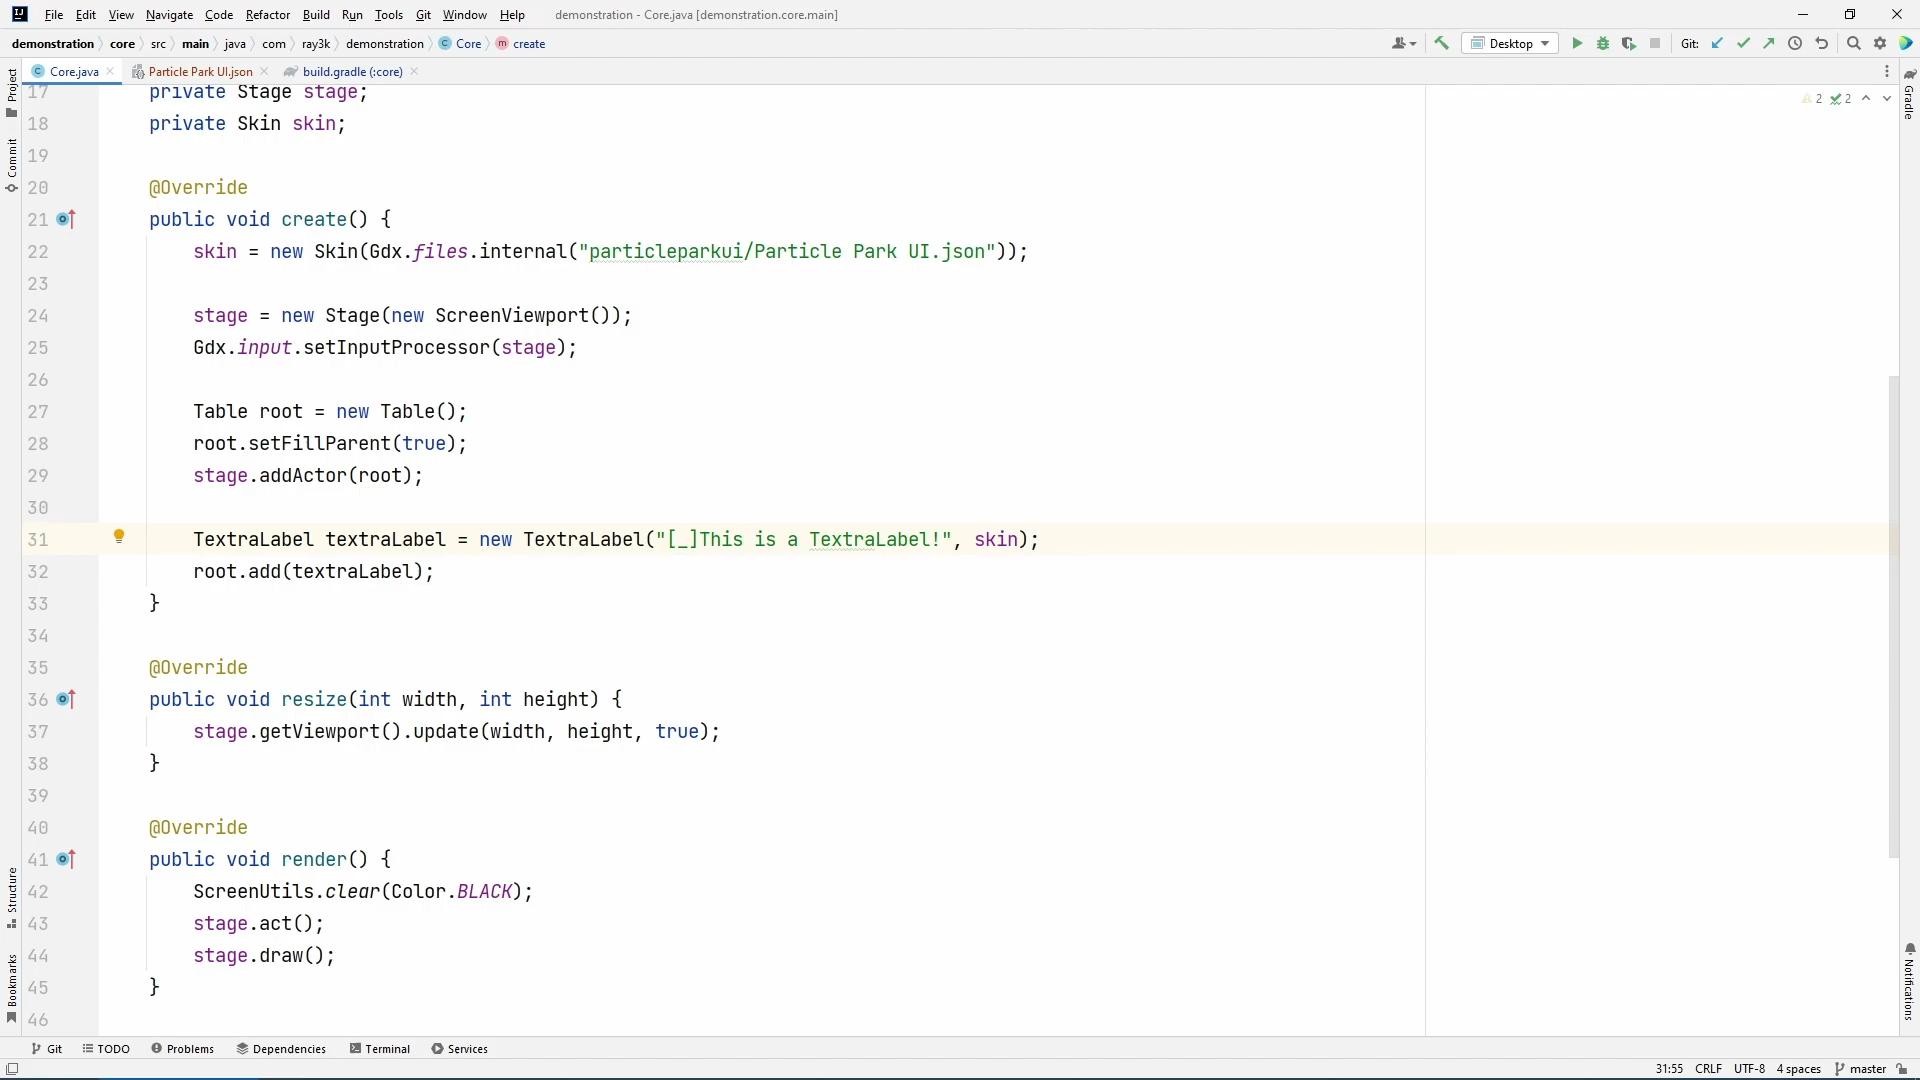 File Edit View Navigate Code Refactor Build Run Tools Git Window Help demonstration - Core.java [demonstration.core.main]
demonstration core src main java com ray3k demonstration Core create Desktop Git:
Core.java Particle Park UI.json build.gradle (:core)
Project
Commit
Structure
Bookmarks
2 2
17 private Stage stage;
18 private Skin skin;
19
20 @Override
21 public void create() {
22 skin = new Skin(Gdx.files.internal("particleparkui/Particle Park UI.json"));
23
24 stage = new Stage(new ScreenViewport());
25 Gdx.input.setInputProcessor(stage);
26
27 Table root = new Table();
28 root.setFillParent(true);
29 stage.addActor(root);
30
31 TextraLabel textraLabel = new TextraLabel("[_]This is a TextraLabel!", skin);
32 root.add(textraLabel);
33 }
34
35 @Override
36 public void resize(int width, int height) {
37 stage.getViewport().update(width, height, true);
38 }
39
40 @Override
41 public void render() {
42 ScreenUtils.clear(Color.BLACK);
43 stage.act();
44 stage.draw();
45 }
46
Gradle
Notifications
Git TODO Problems Dependencies Terminal Services
31:55 CRLF UTF-8 4 spaces master